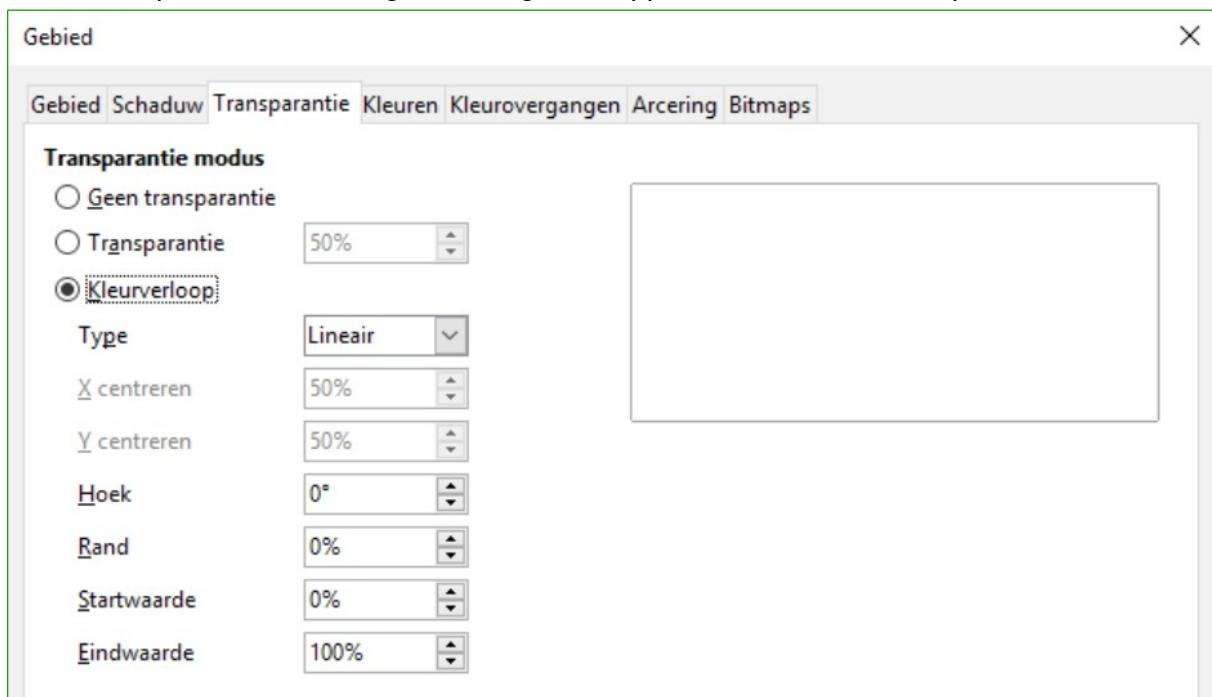 Gebied
Gebied Schaduw Transparantie Kleuren Kleurovergangen Arcering Bitmaps
Transparantie modus
Geen transparantie
Transparantie 50%
Kleurverloop
Type Lineair
X centreren 50%
Y centreren 50%
Hoek 0°
Rand 0%
Startwaarde 0%
Eindwaarde 100%